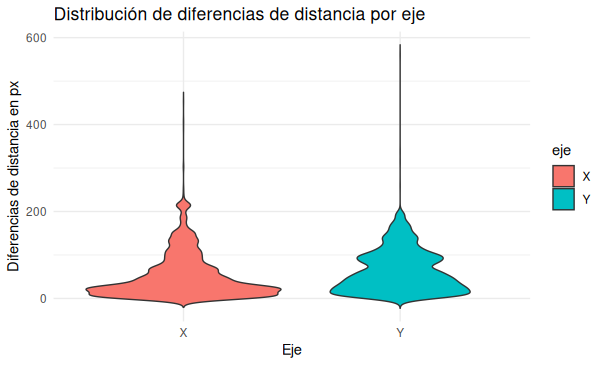 Distribución de diferencias de distancia por eje
Diferencias de distancia en px
600
400
200
0
X
Y
Eje
eje
X
Y